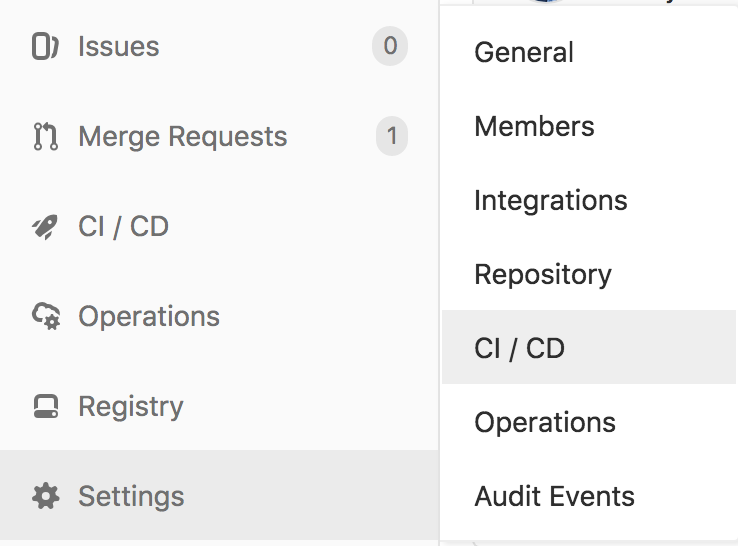 Issues 0
Merge Requests 1
CI / CD
Operations
Registry
Settings
General
Members
Integrations
Repository
CI / CD
Operations
Audit Events